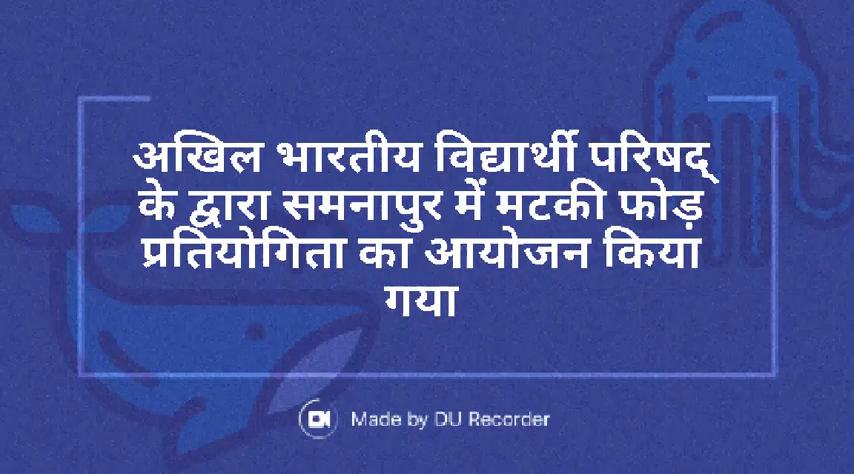 अखिल भारतीय विद्यार्थी परिषद्
के द्वारा समनापुर में मटकी फोड़
प्रतियोगिता का आयोजन किया
गया
Made by DU Recorder